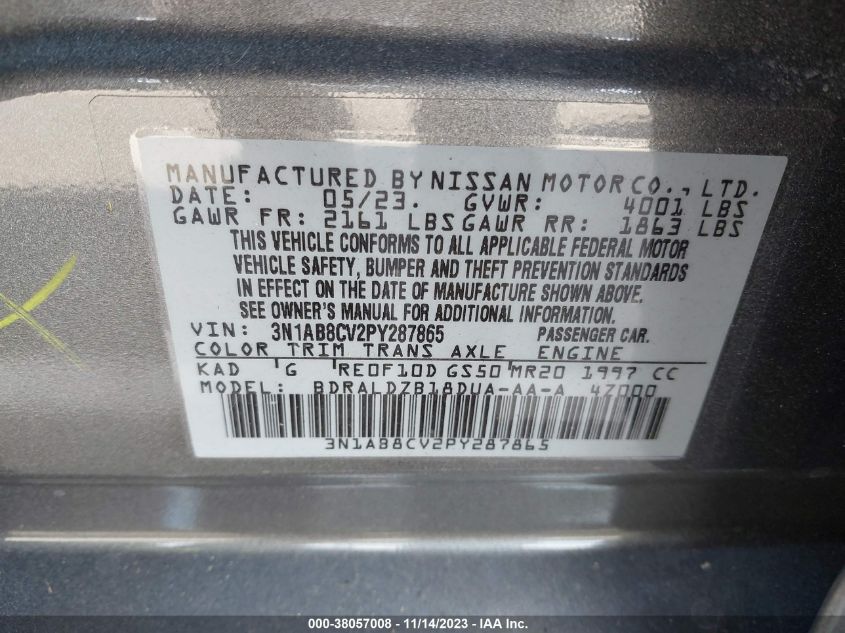 MANUFACTURED BY NISSAN MOTOR CO., LTD.
DATE: 05/23. GVWR: 4001 LBS
GAWR FR: 2161 LBS GAWR RR: 1863 LBS
THIS VEHICLE CONFORMS TO ALL APPLICABLE FEDERAL MOTOR
VEHICLE SAFETY, BUMPER AND THEFT PREVENTION STANDARDS
IN EFFECT ON THE DATE OF MANUFACTURE SHOWN ABOVE.
SEE OWNER'S MANUAL FOR ADDITIONAL INFORMATION.
VIN: 3N1AB8CV2PY287865 PASSENGER CAR.
COLOR TRIM TRANS AXLE ENGINE
KAD G RE0F10D GS50 MR20 1997 CC
MODEL: BDRALDZB18DUA-AA-A 4Z000
3N1AB8CV2PY287865
000-38057008 - 11/14/2023 - IAA Inc.